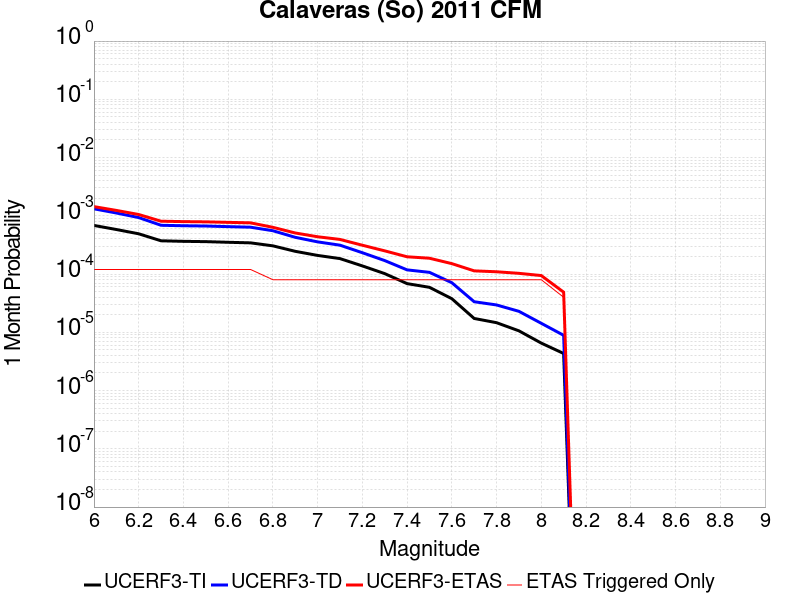 Calaveras (So) 2011 CFM
10^0
10^-1
10^-2
10^-3
10^-4
10^-5
10^-6
10^-7
10^-8
1 Month Probability
6 6.2 6.4 6.6 6.8 7 7.2 7.4 7.6 7.8 8 8.2 8.4 8.6 8.8 9
Magnitude
UCERF3-TI UCERF3-TD UCERF3-ETAS ETAS Triggered Only